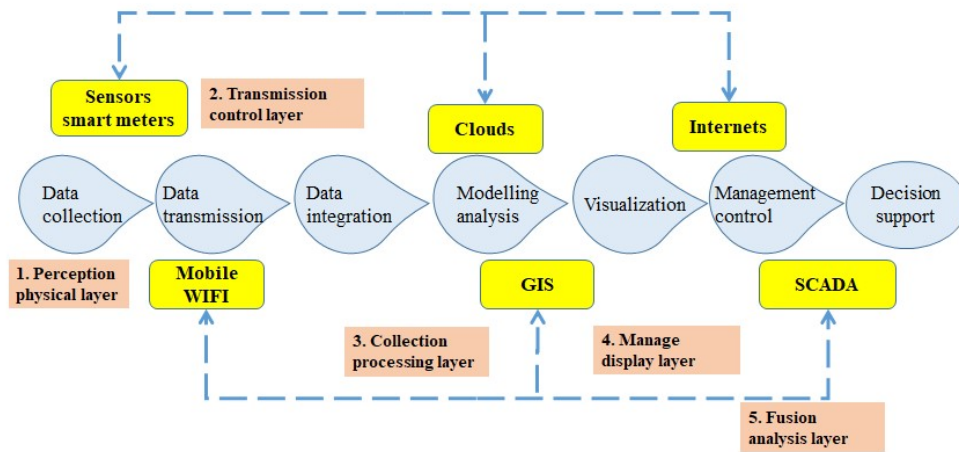 Sensors
smart meters
2. Transmission
control layer
Clouds
Internets
Data
collection
Data
transmission
Data
integration
Modelling
analysis
Visualization
Management
control
Decision
support
1. Perception
physical layer
Mobile
WIFI
GIS
SCADA
3. Collection
processing layer
4. Manage
display layer
5. Fusion
analysis layer